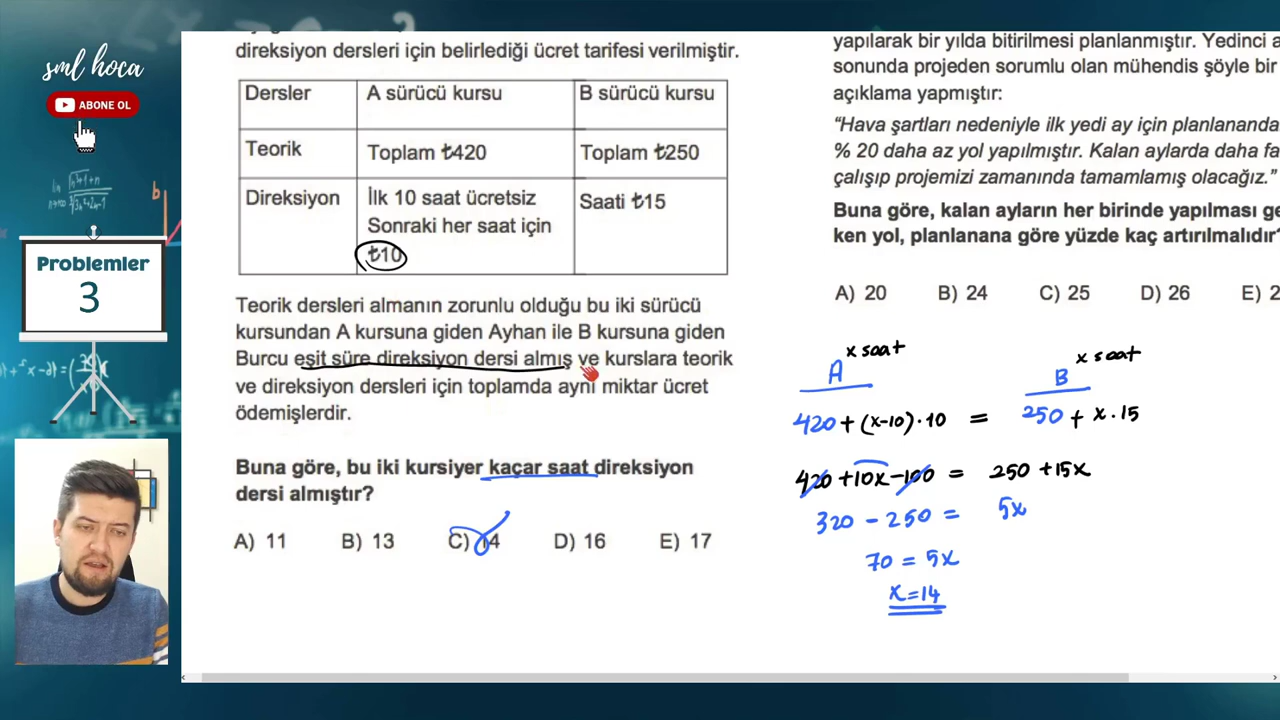 sml hoca
ABONE OL
Problemler
3
direksiyon dersleri için belirlediği ücret tarifesi verilmiştir.
Dersler A sürücü kursu B sürücü kursu
Teorik Toplam ₺420 Toplam ₺250
Direksiyon İlk 10 saat ücretsiz Saati ₺15
Sonraki her saat için
₺10
Teorik dersleri almanın zorunlu olduğu bu iki sürücü
kursundan A kursuna giden Ayhan ile B kursuna giden
Burcu eşit süre direksiyon dersi almış ve kurslara teorik
ve direksiyon dersleri için toplamda aynı miktar ücret
ödemişlerdir.
Buna göre, bu iki kursiyer kaçar saat direksiyon
dersi almıştır?
A) 11 B) 13 C) 14 D) 16 E) 17
yapılarak bir yılda bitirilmesi planlanmıştır. Yedinci a
sonunda projeden sorumlu olan mühendis şöyle bir
açıklama yapmıştır:
"Hava şartları nedeniyle ilk yedi ay için planlananda
% 20 daha az yol yapılmıştır. Kalan aylarda daha fa
çalışıp projemizi zamanında tamamlamış olacağız."
Buna göre, kalan ayların her birinde yapılması ge
ken yol, planlanana göre yüzde kaç artırılmalıdır?
A) 20 B) 24 C) 25 D) 26 E) 2
x saat x saat
A B
420 + (x-10) · 10 = 250 + x · 15
420 + 10x - 100 = 250 + 15x
320 - 250 = 5x
70 = 5x
x = 14